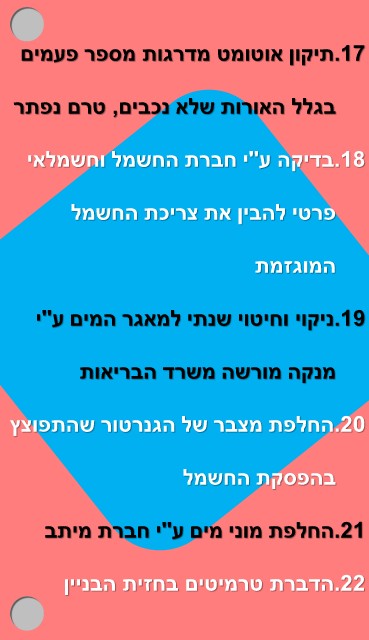 17.תיקון אוטומט מדרגות מספר פעמים
בגלל האורות שלא נכבים, טרם נפתר
18.בדיקה ע"י חברת החשמל וחשמלאי
פרטי להבין את צריכת החשמל
המוגזמת
19.ניקוי וחיטוי שנתי למאגר המים ע"י
מנקה מורשה משרד הבריאות
20.החלפת מצבר של הגנרטור שהתפוצץ
בהפסקת החשמל
21.החלפת מוני מים ע"י חברת מיתב
22.הדברת טרמיטים בחזית הבניין